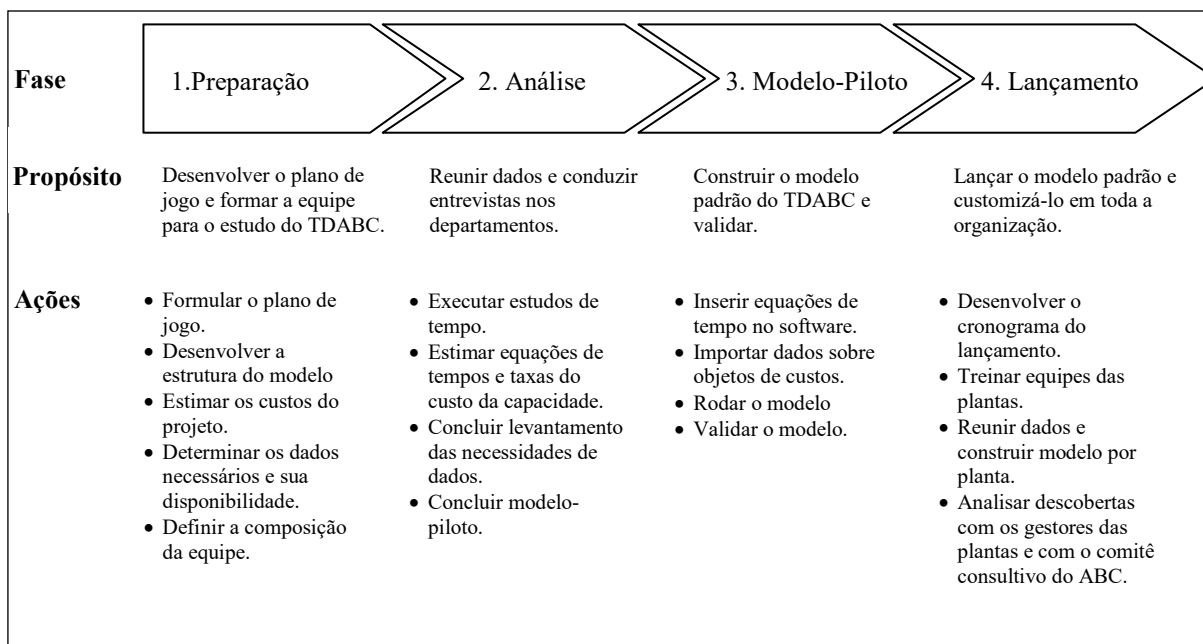 Fase
1.Preparação
2. Análise
3. Modelo-Piloto
4. Lançamento
Propósito
Desenvolver o plano de
jogo e formar a equipe
para o estudo do TDABC.
Reunir dados e conduzir
entrevistas nos
departamentos.
Construir o modelo
padrão do TDABC e
validar.
Lançar o modelo padrão e
customizá-lo em toda a
organização.
Ações
• Formular o plano de
jogo.
• Desenvolver a
estrutura do modelo
• Estimar os custos do
projeto.
• Determinar os dados
necessários e sua
disponibilidade.
• Definir a composição
da equipe.
• Executar estudos de
tempo.
• Estimar equações de
tempos e taxas do
custo da capacidade.
• Concluir levantamento
das necessidades de
dados.
• Concluir modelo-
piloto.
• Inserir equações de
tempo no software.
• Importar dados sobre
objetos de custos.
• Rodar o modelo
• Validar o modelo.
• Desenvolver o
cronograma do
lançamento.
• Treinar equipes das
plantas.
• Reunir dados e
construir modelo por
planta.
• Analisar descobertas
com os gestores das
plantas e com o comitê
consultivo do ABC.